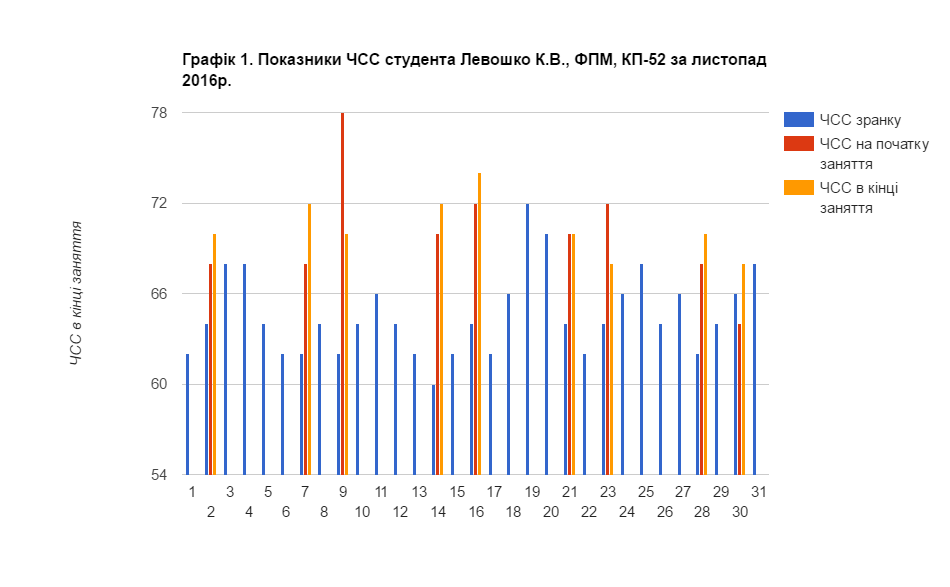 Графік 1. Показники ЧСС студента Левошко К.В., ФПМ, КП-52 за листопад
2016р.
ЧСС зранку
ЧСС на початку
заняття
ЧСС в кінці
заняття
ЧСС в кінці заняття
78
72
66
60
54
1 3 5 7 9 11 13 15 17 19 21 23 25 27 29 31
2 4 6 8 10 12 14 16 18 20 22 24 26 28 30